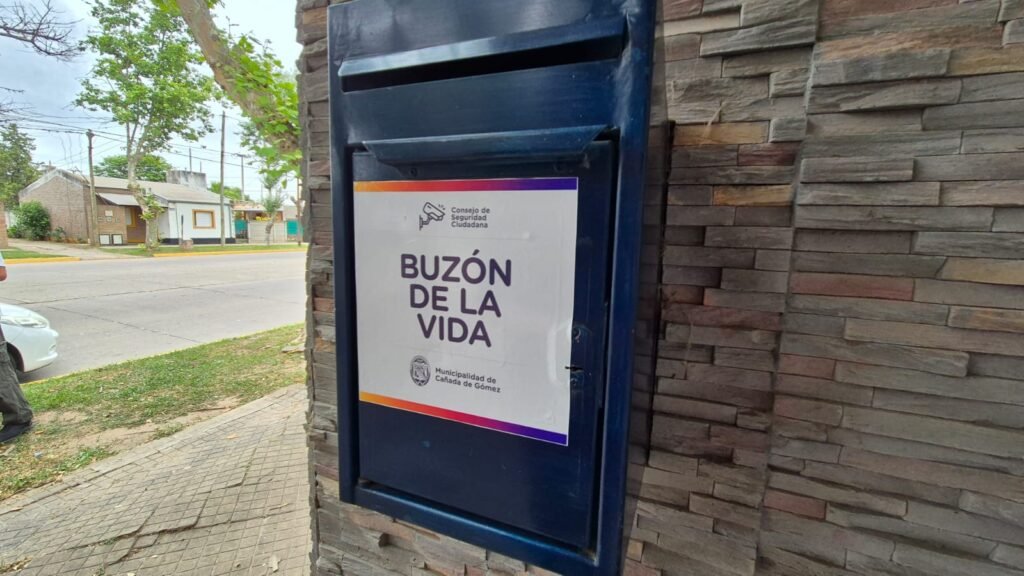 Consejo de
Seguridad
Ciudadana
BUZÓN
DE LA
VIDA
Municipalidad de
Cañada de Gómez